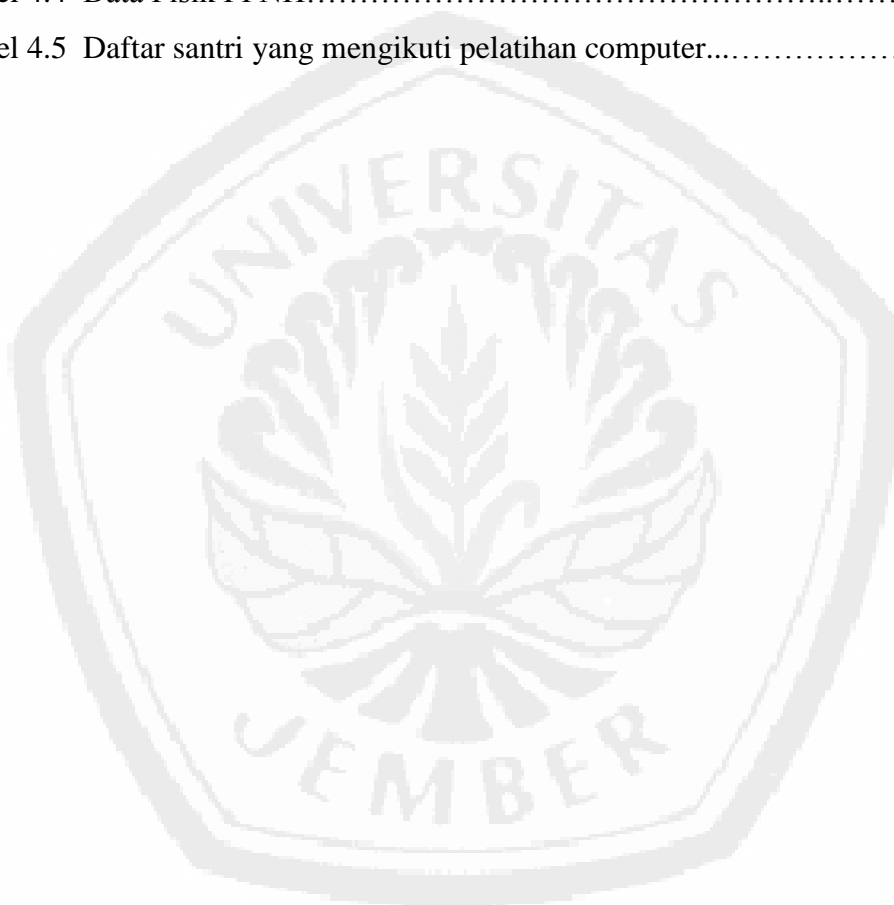 el 4.5  Daftar santri yang mengikuti pelatihan computer...………………
UNIVERSITAS
JEMBER